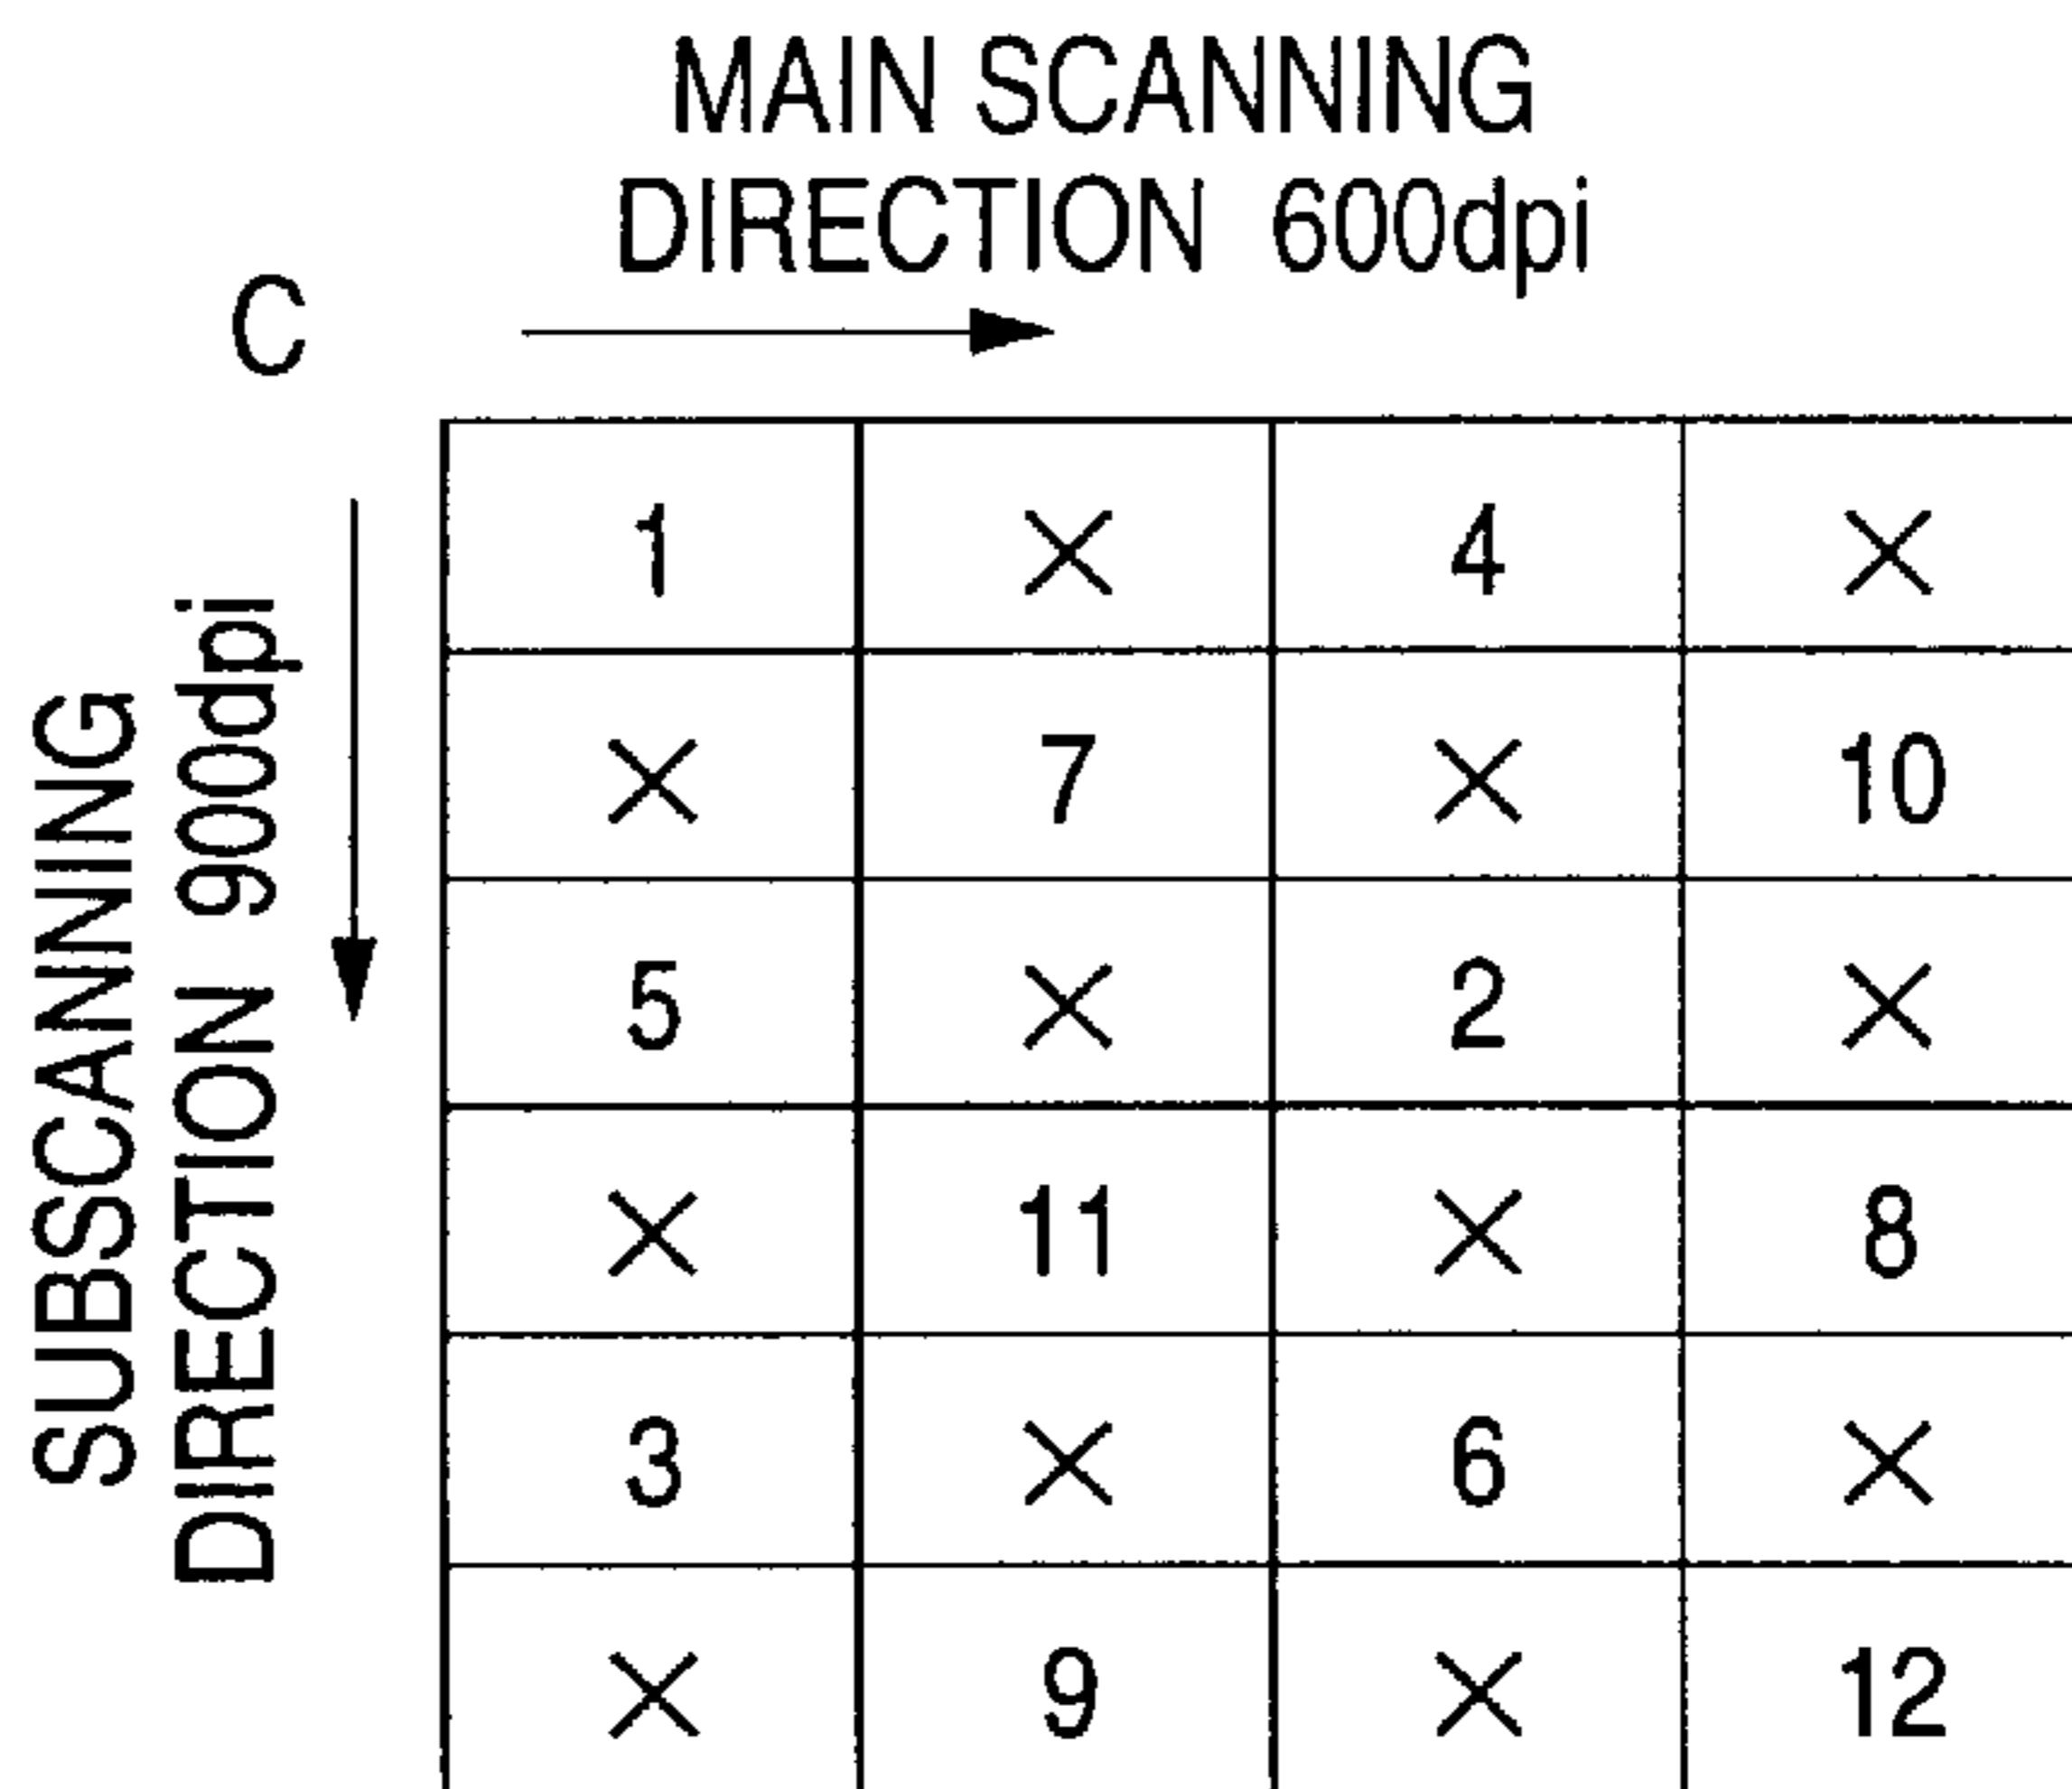 MAIN SCANNING
DIRECTION 600dpi
C
SUBSCANNING
DIRECTION 900dpi
1 × 4 ×
× 7 × 10
5 × 2 ×
× 11 × 8
3 × 6 ×
× 9 × 12